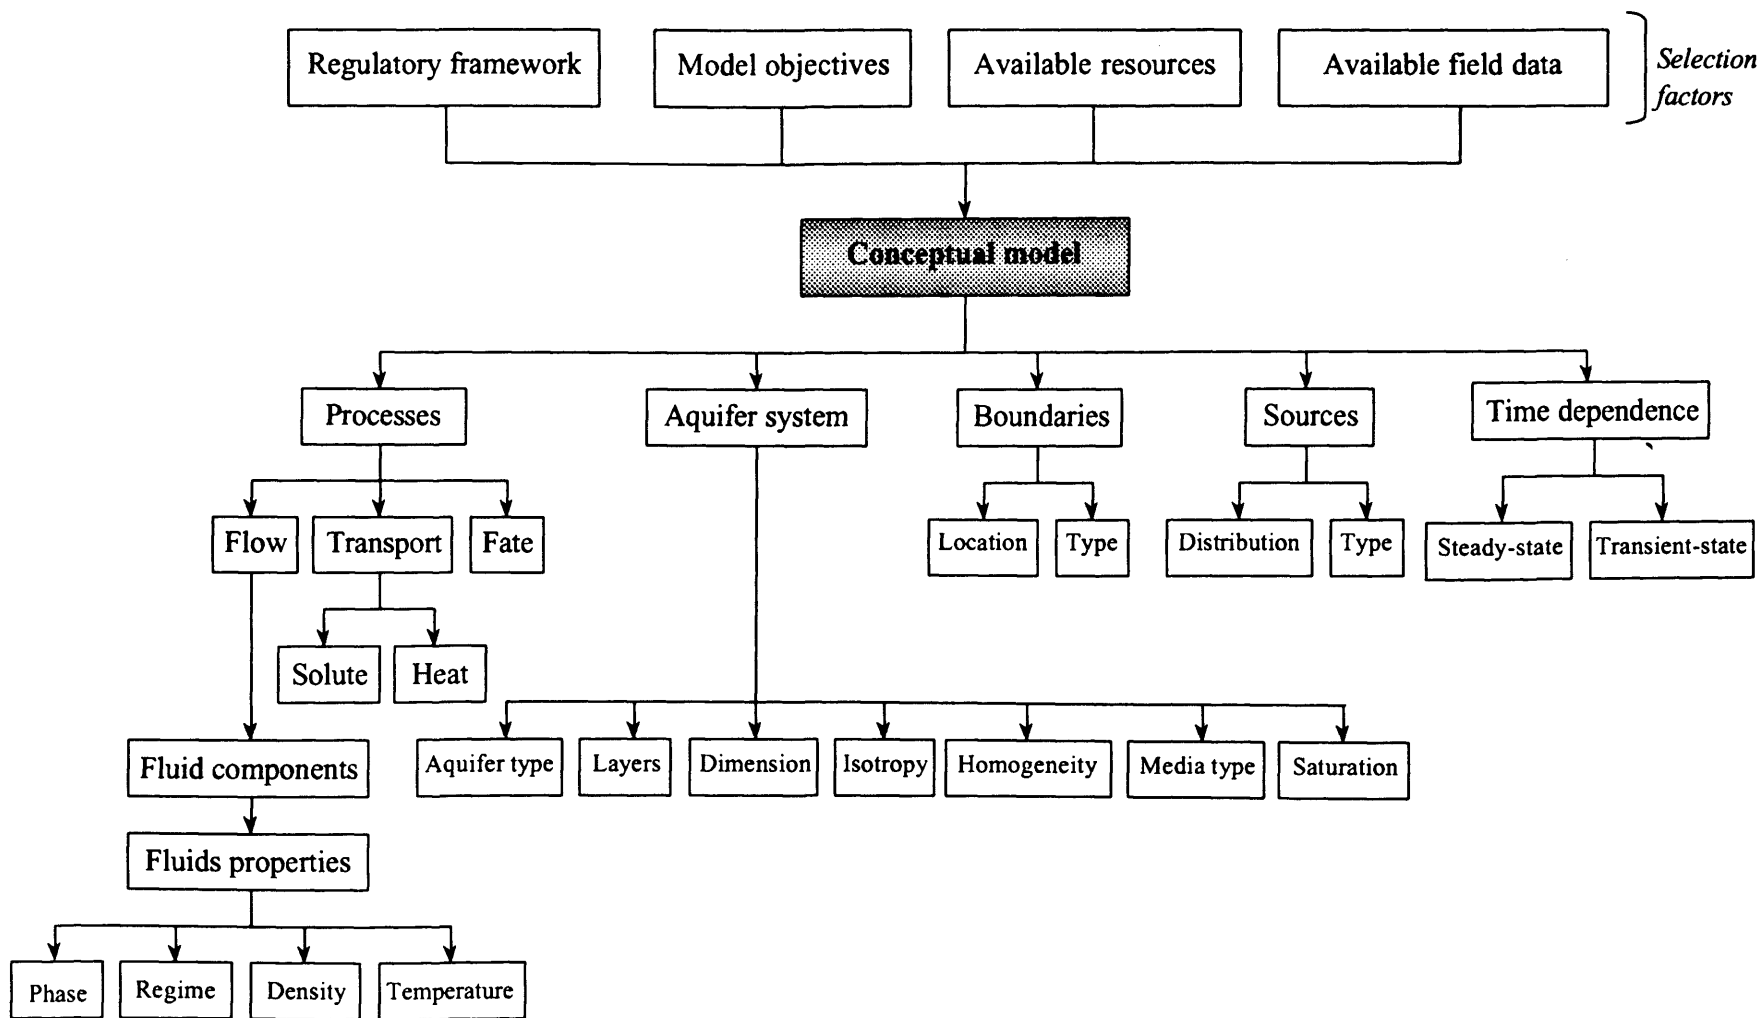 Regulatory framework
Model objectives
Available resources
Available field data
Selection
factors
Conceptual model
Processes
Aquifer system
Boundaries
Sources
Time dependence
Flow
Transport
Fate
Location
Type
Distribution
Type
Steady-state
Transient-state
Solute
Heat
Fluid components
Aquifer type
Layers
Dimension
Isotropy
Homogeneity
Media type
Saturation
Fluids properties
Phase
Regime
Density
Temperature